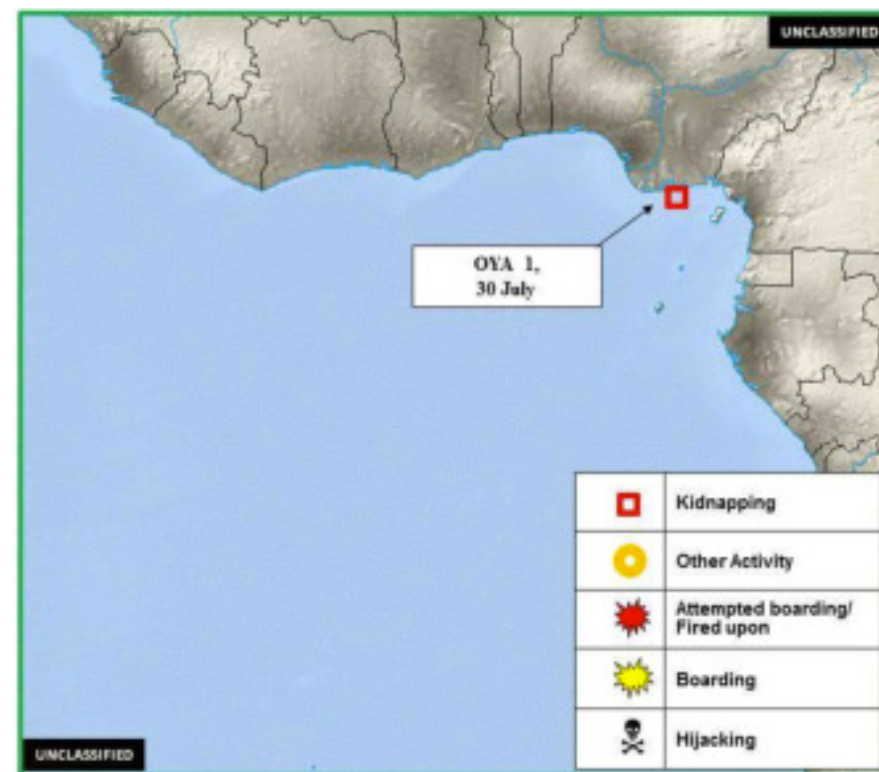 UNCLASSIFIED
OYA 1,
30 July
Kidnapping
Other Activity
Attempted boarding/
Fired upon
Boarding
Hijacking
UNCLASSIFIED